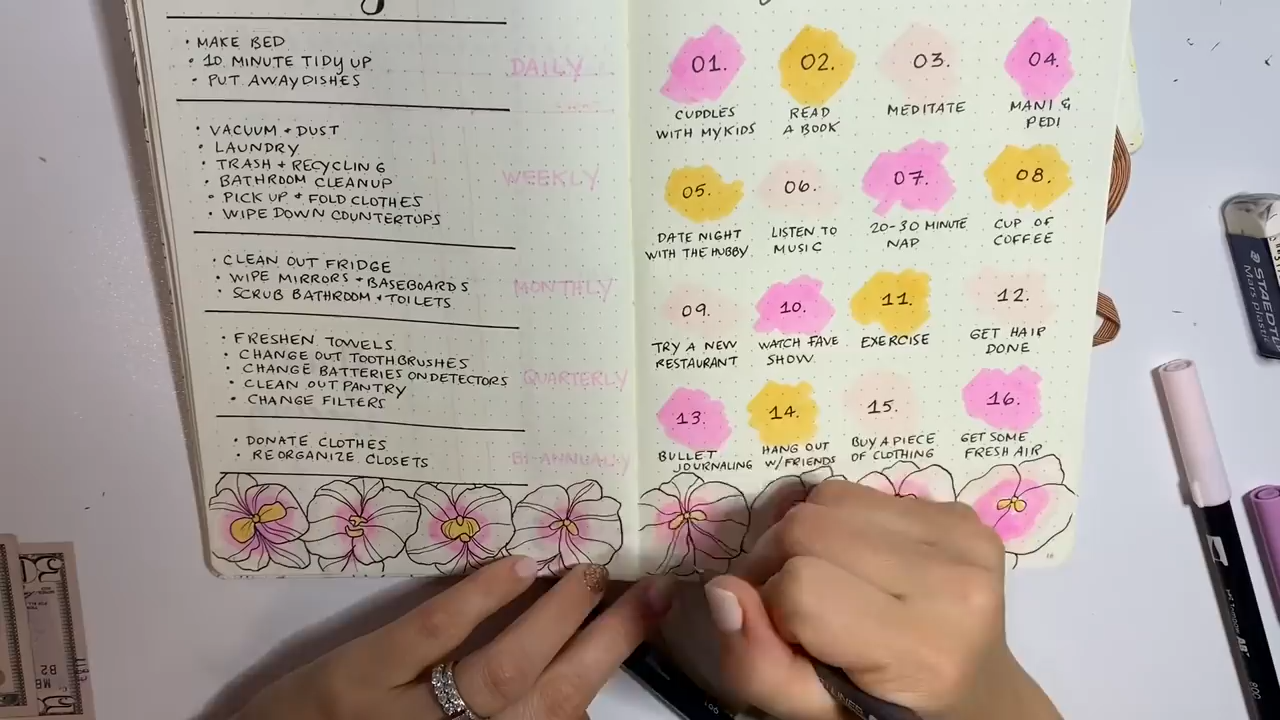 • MAKE BED
• 10 MINUTE TIDY UP
• PUT AWAY DISHES
DAILY
• VACUUM + DUST
• LAUNDRY
• TRASH + RECYCLING
• BATHROOM CLEANUP
• PICK UP + FOLD CLOTHES
• WIPE DOWN COUNTERTOPS
WEEKLY
• CLEAN OUT FRIDGE
• WIPE MIRRORS + BASEBOARDS
• SCRUB BATHROOM + TOILETS
MONTHLY
• FRESHEN TOWELS
• CHANGE OUT TOOTHBRUSHES
• CHANGE BATTERIES ON DETECTORS
• CLEAN OUT PANTRY
• CHANGE FILTERS
QUARTERLY
• DONATE CLOTHES
• REORGANIZE CLOSETS
BI-ANNUALLY
01.
CUDDLES
WITH MY KIDS
02.
READ
A BOOK
03.
MEDITATE
04.
MANI &
PEDI
05.
DATE NIGHT
WITH THE HUBBY
06.
LISTEN TO
MUSIC
07.
20-30 MINUTE
NAP
08.
CUP OF
COFFEE
09.
TRY A NEW
RESTAURANT
10.
WATCH FAVE
SHOW
11.
EXERCISE
12.
GET HAIR
DONE
13.
BULLET
JOURNALING
14.
HANG OUT
W/FRIENDS
15.
BUY A PIECE
OF CLOTHING
16.
GET SOME
FRESH AIR
STAEDTLER
Mars plastic